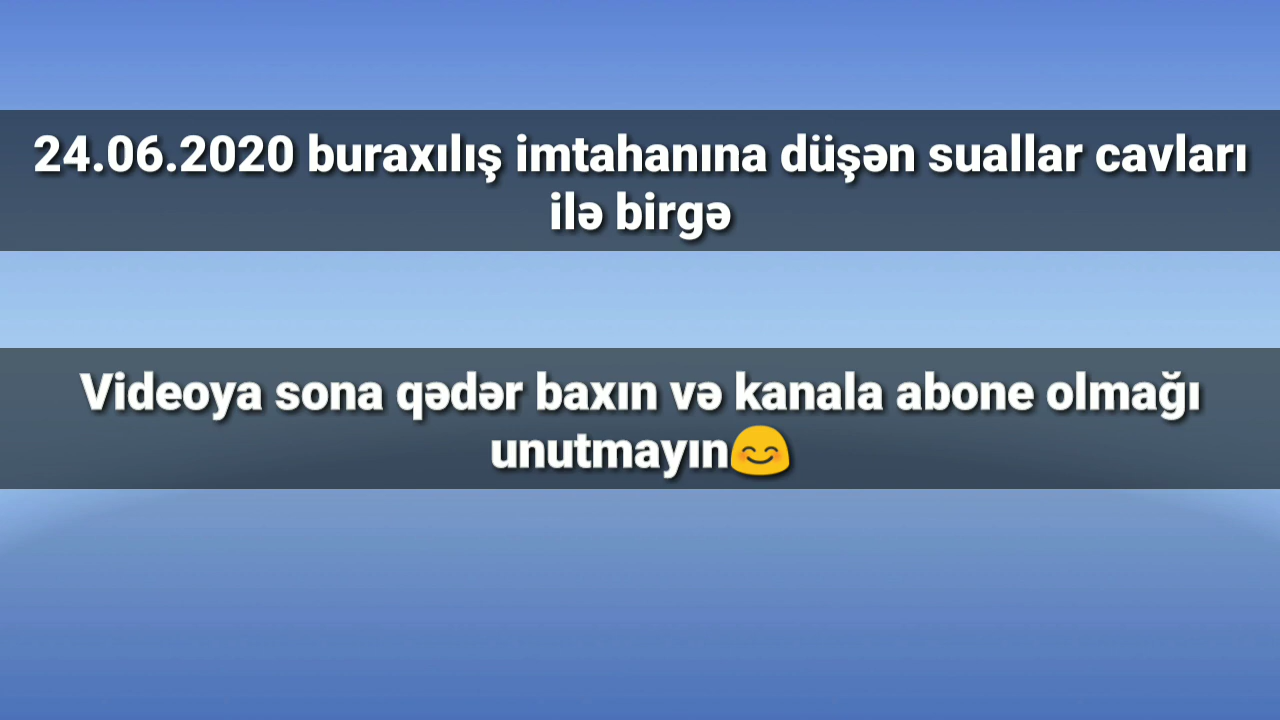 24.06.2020 buraxılış imtahanına düşən suallar cavları
ilə birgə
Videoya sona qədər baxın və kanala abone olmağı
unutmayın😊